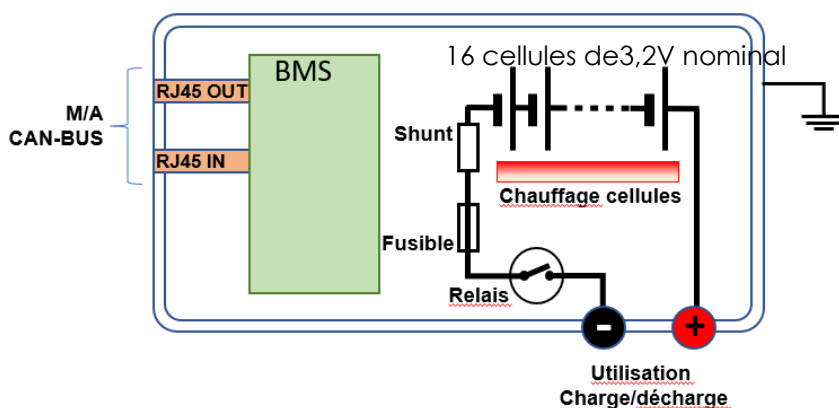 16 cellules de3,2V nominal
BMS
RJ45 OUT
M/A
CAN-BUS
RJ45 IN
Shunt
Chauffage cellules
Fusible
Relais
-
+
Utilisation
Charge/décharge